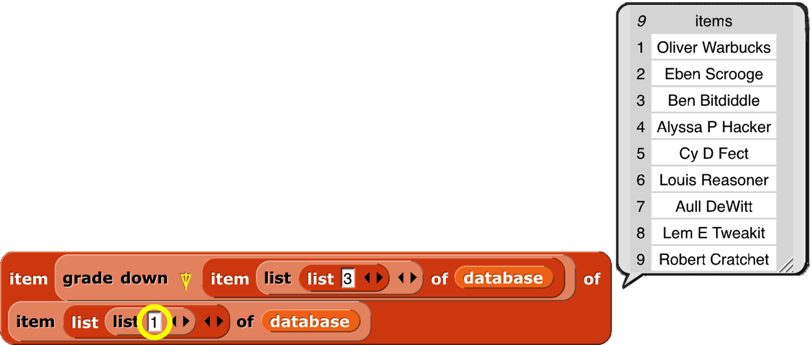 9 items
1 Oliver Warbucks
2 Eben Scrooge
3 Ben Bitdiddle
4 Alyssa P Hacker
5 Cy D Fect
6 Louis Reasoner
7 Aull DeWitt
8 Lem E Tweakit
9 Robert Cratchet
item grade down ⍒ item list list 3 of database of
item list list 1 of database